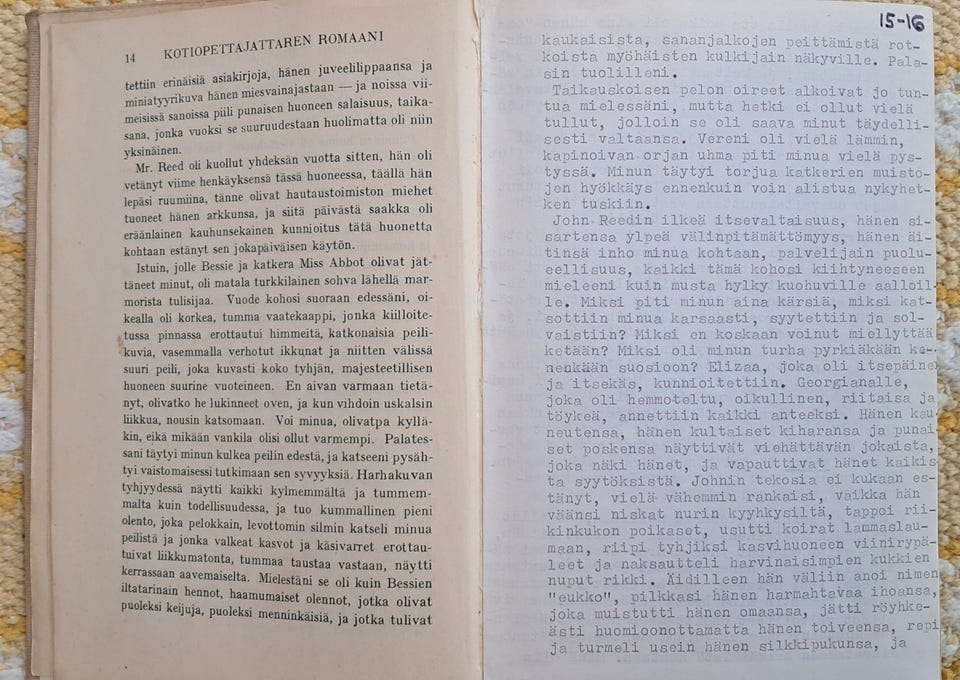 14 KOTIOPETTAJATTAREN ROMAANI
tettiin erinäisiä asiakirjoja, hänen juveelilippaansa ja
miniatyyrikuva hänen miesvainajastaan — ja noissa vii-
meisissä sanoissa piili punaisen huoneen salaisuus, taika-
sana, jonka vuoksi se suuruudestaan huolimatta oli niin
yksinäinen.
Mr. Reed oli kuollut yhdeksän vuotta sitten, hän oli
vetänyt viime henkäyksensä tässä huoneessa, täällä hän
lepäsi ruumiina, tänne olivat hautaustoimiston miehet
tuoneet hänen arkkunsa, ja siitä päivästä saakka oli
eräänlainen kauhunsekainen kunnioitus tätä huonetta
kohtaan estänyt sen jokapäiväisen käytön.
Istuin, jolle Bessie ja katkera Miss Abbot olivat jät-
täneet minut, oli matala turkkilainen sohva lähellä mar-
morista tulisijaa. Vuode kohosi suoraan edessäni, oi-
kealla oli korkea, tumma vaatekaappi, jonka kiilloite-
tussa pinnassa erottautui himmeitä, katkonaisia peili-
kuvia, vasemmalla verhotut ikkunat ja niitten välissä
suuri peili, joka kuvasti koko tyhjän, majesteetillisen
huoneen suurine vuoteineen. En aivan varmaan tietä-
nyt, olivatko he lukinneet oven, ja kun vihdoin uskalsin
liikkua, nousin katsomaan. Voi minua, olivatpa kyllä-
kin, eikä mikään vankila olisi ollut varmempi. Palates-
sani täytyi minun kulkea peilin edestä, ja katseeni pysäh-
tyi vaistomaisessi tutkimaan sen syvyyksiä. Harhakuvan
tyhjyydessä näytti kaikki kylmemmältä ja tummem-
malta kuin todellisuudessa, ja tuo kummallinen pieni
olento, joka pelokkain, levottomin silmin katseli minua
peilistä ja jonka valkeat kasvot ja käsivarret erottau-
tuivat liikkumatonta, tummaa taustaa vastaan, näytti
kerrassaan aavemaiselta. Mielestäni se oli kuin Bessien
iltatarinain hennot, haamumaiset olennot, jotka olivat
puoleksi keijuja, puoleksi menninkäisiä, ja jotka tulivat
15-16
kaukaisista, sananjalkojen peittämistä rot-
koista myöhäisten kulkijain näkyville. Pala-
sin tuolilleni.
Taikauskoisen pelon oireet alkoivat jo tun-
tua mielessäni, mutta hetki ei ollut vielä
tullut, jolloin se oli saava minut täydelli-
sesti valtaansa. Vereni oli vielä lämmin,
kapinoivan orjan uhma piti minua vielä pys-
tyssä. Minun täytyi torjua katkerien muisto-
jen hyökkäys ennenkuin voin alistua nykyhet-
ken tuskiin.
John Reedin ilkeä itsevaltaisuus, hänen si-
sartensa ylpeä välinpitämättömyys, hänen äi-
tinsä inho minua kohtaan, palvelijain puolu-
eellisuus, kaikki tämä kohosi kiihtyneeseen
mieleeni kuin musta hylky kuohuville aalloil-
le. Miksi piti minun aina kärsiä, miksi kat-
sottiin minua karsaasti, syytettiin ja sol-
vaistiin? Miksi en koskaan voinut miellyttää
ketään? Miksi oli minun turha pyrkiäkään ke-
nenkään suosioon? Elizaa, joka oli itsepäinen
ja itsekäs, kunnioitettiin. Georgianalle,
joka oli hemmoteltu, oikullinen, riitaisa ja
töykeä, annettiin kaikki anteeksi. Hänen kau
neutensa, hänen kultaiset kiharansa ja punai
set poskensa näyttivät viehättävän jokaista,
joka näki hänet, ja vapauttivat hänet kaikis
ta syytöksistä. Johnin tekosia ei kukaan es-
tänyt, vielä vähemmin rankaisi, vaikka hän
väänsi niskat nurin kyyhkysiltä, tappoi rii-
kinkukon poikaset, usutti koirat lammaslau-
maan, riipi tyhjiksi kasvihuoneen viinirypä-
leet ja naksautteli harvinaisimpien kukkien
nuput rikki. Äidilleen hän väliin anoi nimen
"eukko", pilkkasi hänen harmahtavaa ihoansa,
joka muistutti hänen omaansa, jätti röyhke-
ästi huomioonottamatta hänen toiveensa, repi
ja turmeli usein hänen silkkipukunsa, ja